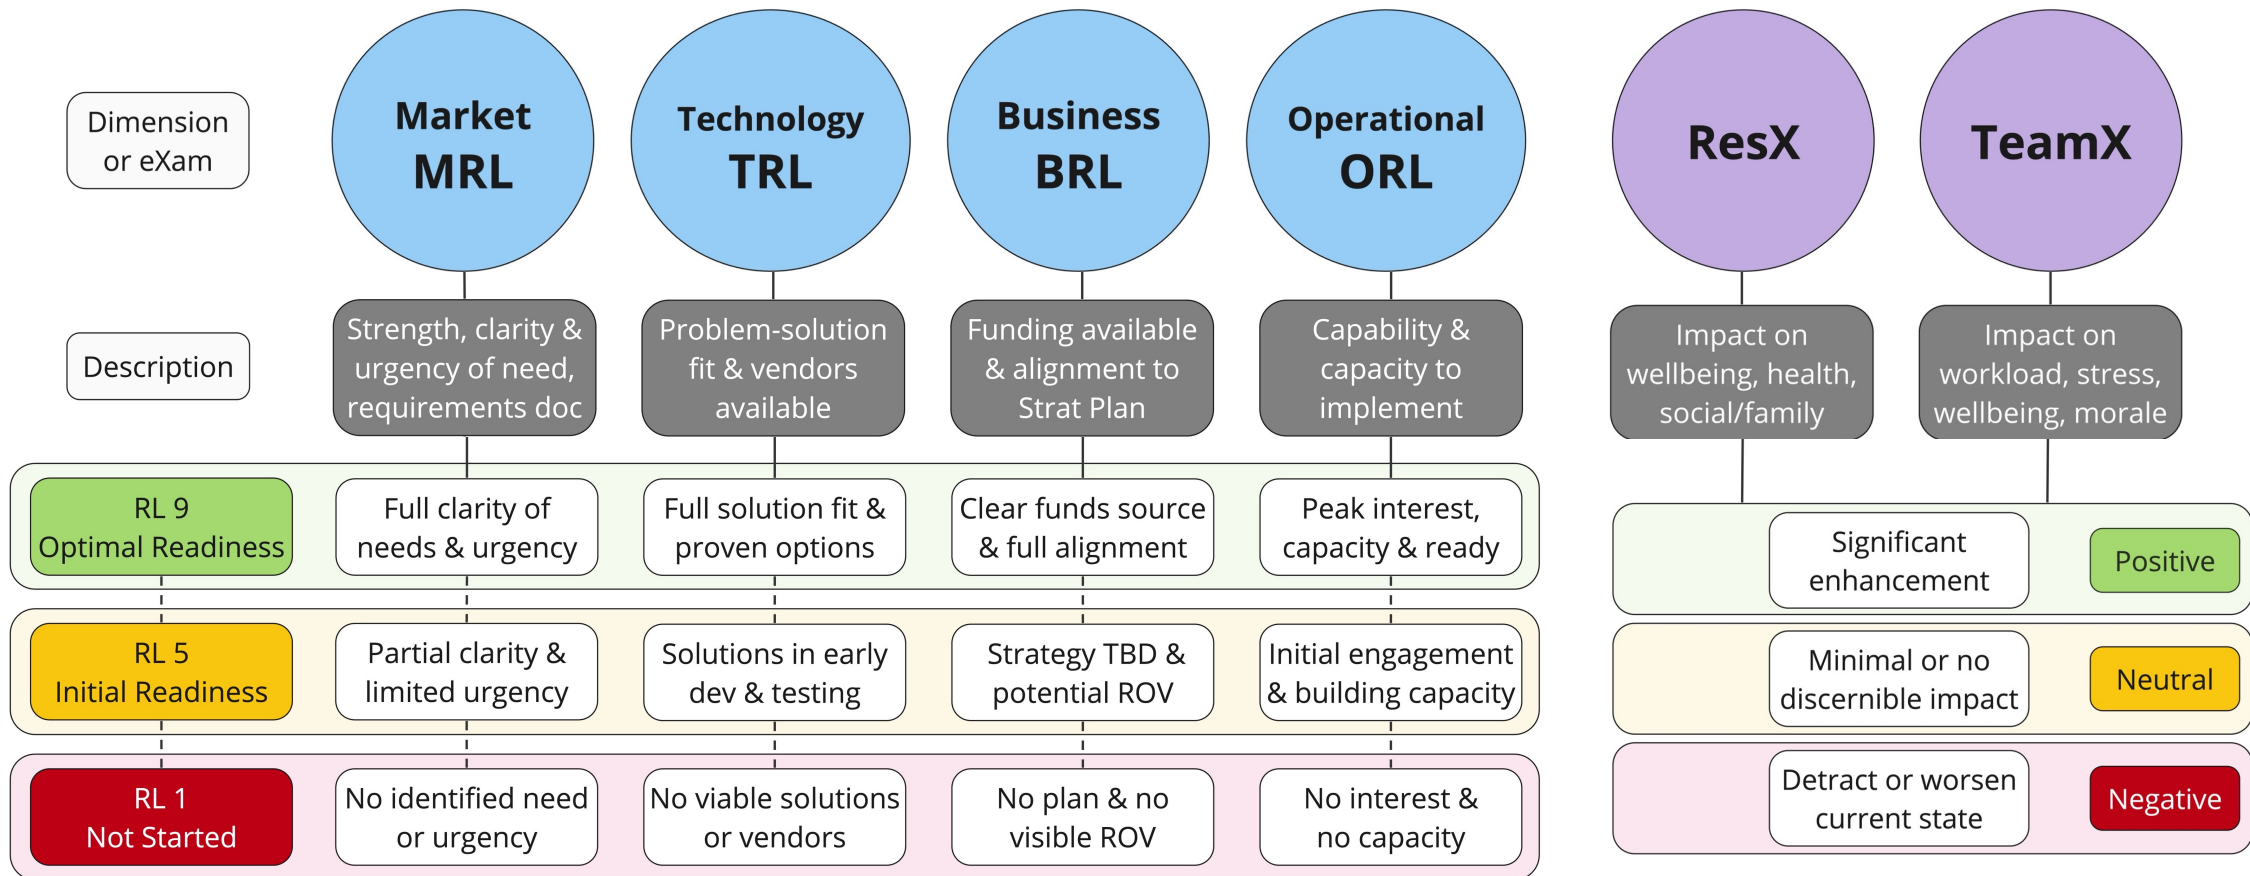 Dimension
or eXam
Market
MRL
Technology
TRL
Business
BRL
Operational
ORL
ResX
TeamX
Description
Strength, clarity &
urgency of need,
requirements doc
Problem-solution
fit & vendors
available
Funding available
& alignment to
Strat Plan
Capability &
capacity to
implement
Impact on
wellbeing, health,
social/family
Impact on
workload, stress,
wellbeing, morale
RL 9
Optimal Readiness
Full clarity of
needs & urgency
Full solution fit &
proven options
Clear funds source
& full alignment
Peak interest,
capacity & ready
Significant
enhancement
Positive
RL 5
Initial Readiness
Partial clarity &
limited urgency
Solutions in early
dev & testing
Strategy TBD &
potential ROV
Initial engagement
& building capacity
Minimal or no
discernible impact
Neutral
RL 1
Not Started
No identified need
or urgency
No viable solutions
or vendors
No plan & no
visible ROV
No interest &
no capacity
Detract or worsen
current state
Negative